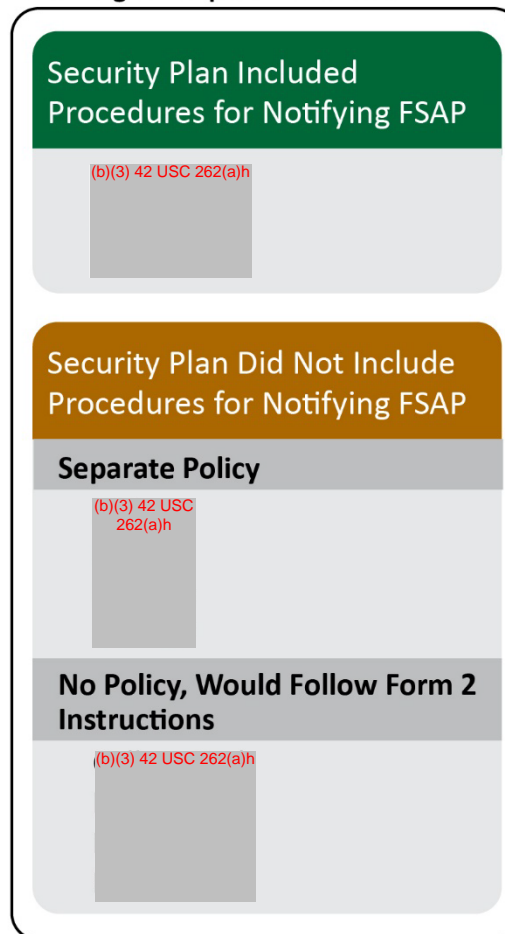 Security Plan Included
Procedures for Notifying FSAP
(b)(3) 42 USC 262(a)h
Security Plan Did Not Include
Procedures for Notifying FSAP
Separate Policy
(b)(3) 42 USC
262(a)h
No Policy, Would Follow Form 2
Instructions
(b)(3) 42 USC 262(a)h